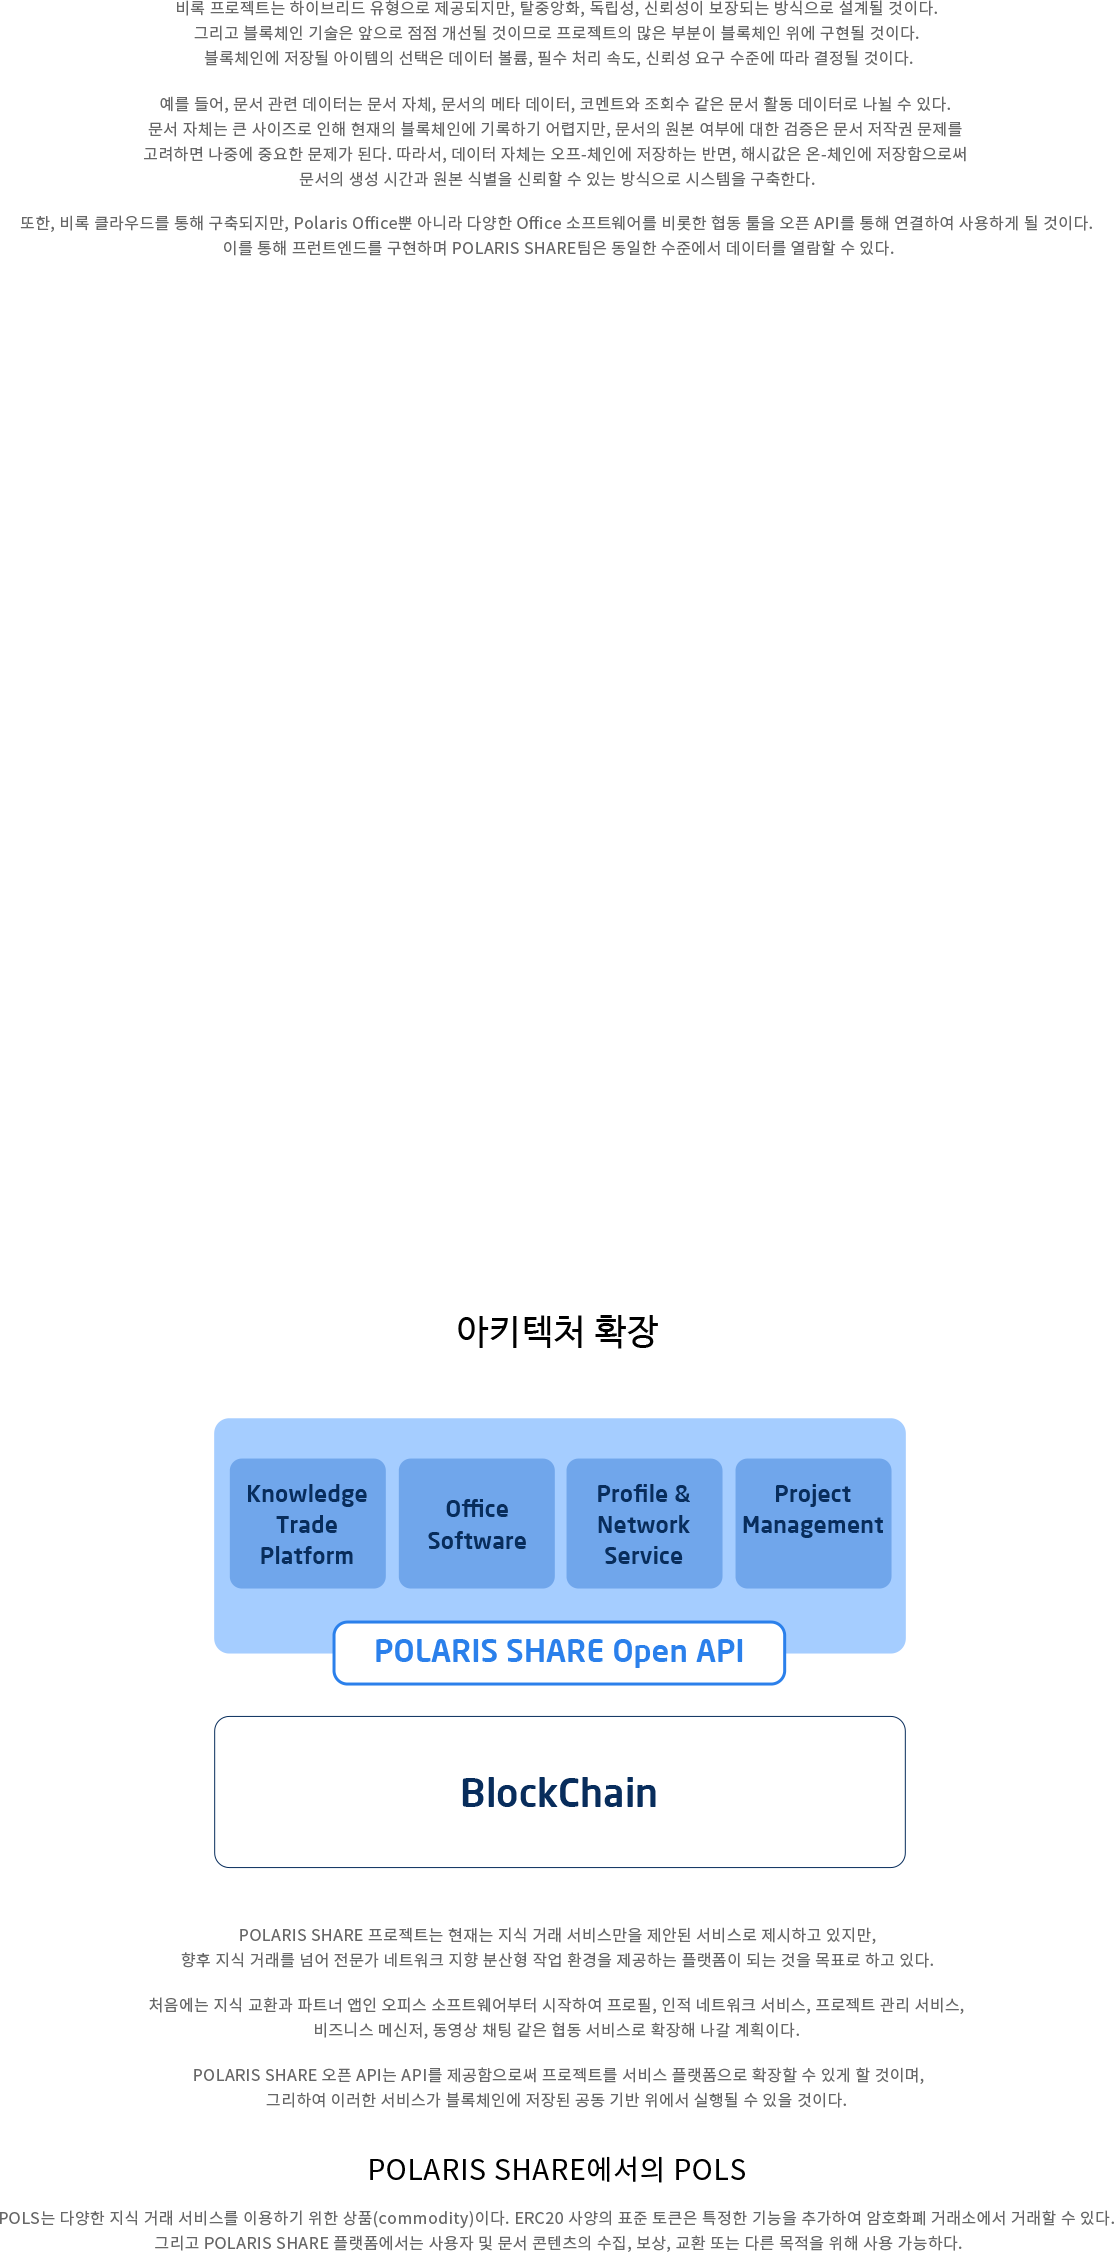 비록 프로젝트는 하이브리드 유형으로 제공되지만, 탈중앙화, 독립성, 신뢰성이 보장되는 방식으로 설계될 것이다.
그리고 블록체인 기술은 앞으로 점점 개선될 것이므로 프로젝트의 많은 부분이 블록체인 위에 구현될 것이다.
블록체인에 저장될 아이템의 선택은 데이터 볼륨, 필수 처리 속도, 신뢰성 요구 수준에 따라 결정될 것이다.
예를 들어, 문서 관련 데이터는 문서 자체, 문서의 메타 데이터, 코멘트와 조회수 같은 문서 활동 데이터로 나뉠 수 있다.
문서 자체는 큰 사이즈로 인해 현재의 블록체인에 기록하기 어렵지만, 문서의 원본 여부에 대한 검증은 문서 저작권 문제를
고려하면 나중에 중요한 문제가 된다. 따라서, 데이터 자체는 오프-체인에 저장하는 반면, 해시값은 온-체인에 저장함으로써
문서의 생성 시간과 원본 식별을 신뢰할 수 있는 방식으로 시스템을 구축한다.
또한, 비록 클라우드를 통해 구축되지만, Polaris Office뿐 아니라 다양한 Office 소프트웨어를 비롯한 협동 툴을 오픈 API를 통해 연결하여 사용하게 될 것이다.
이를 통해 프런트엔드를 구현하며 POLARIS SHARE팀은 동일한 수준에서 데이터를 열람할 수 있다.
아키텍처 확장
Knowledge
Trade
Platform
Office
Software
Profile &
Network
Service
Project
Management
POLARIS SHARE Open API
BlockChain
POLARIS SHARE 프로젝트는 현재는 지식 거래 서비스만을 제안된 서비스로 제시하고 있지만,
향후 지식 거래를 넘어 전문가 네트워크 지향 분산형 작업 환경을 제공하는 플랫폼이 되는 것을 목표로 하고 있다.
처음에는 지식 교환과 파트너 앱인 오피스 소프트웨어부터 시작하여 프로필, 인적 네트워크 서비스, 프로젝트 관리 서비스,
비즈니스 메신저, 동영상 채팅 같은 협동 서비스로 확장해 나갈 계획이다.
POLARIS SHARE 오픈 API는 API를 제공함으로써 프로젝트를 서비스 플랫폼으로 확장할 수 있게 할 것이며,
그리하여 이러한 서비스가 블록체인에 저장된 공동 기반 위에서 실행될 수 있을 것이다.
POLARIS SHARE에서의 POLS
POLS는 다양한 지식 거래 서비스를 이용하기 위한 상품(commodity)이다. ERC20 사양의 표준 토큰은 특정한 기능을 추가하여 암호화폐 거래소에서 거래할 수 있다.
그리고 POLARIS SHARE 플랫폼에서는 사용자 및 문서 콘텐츠의 수집, 보상, 교환 또는 다른 목적을 위해 사용 가능하다.